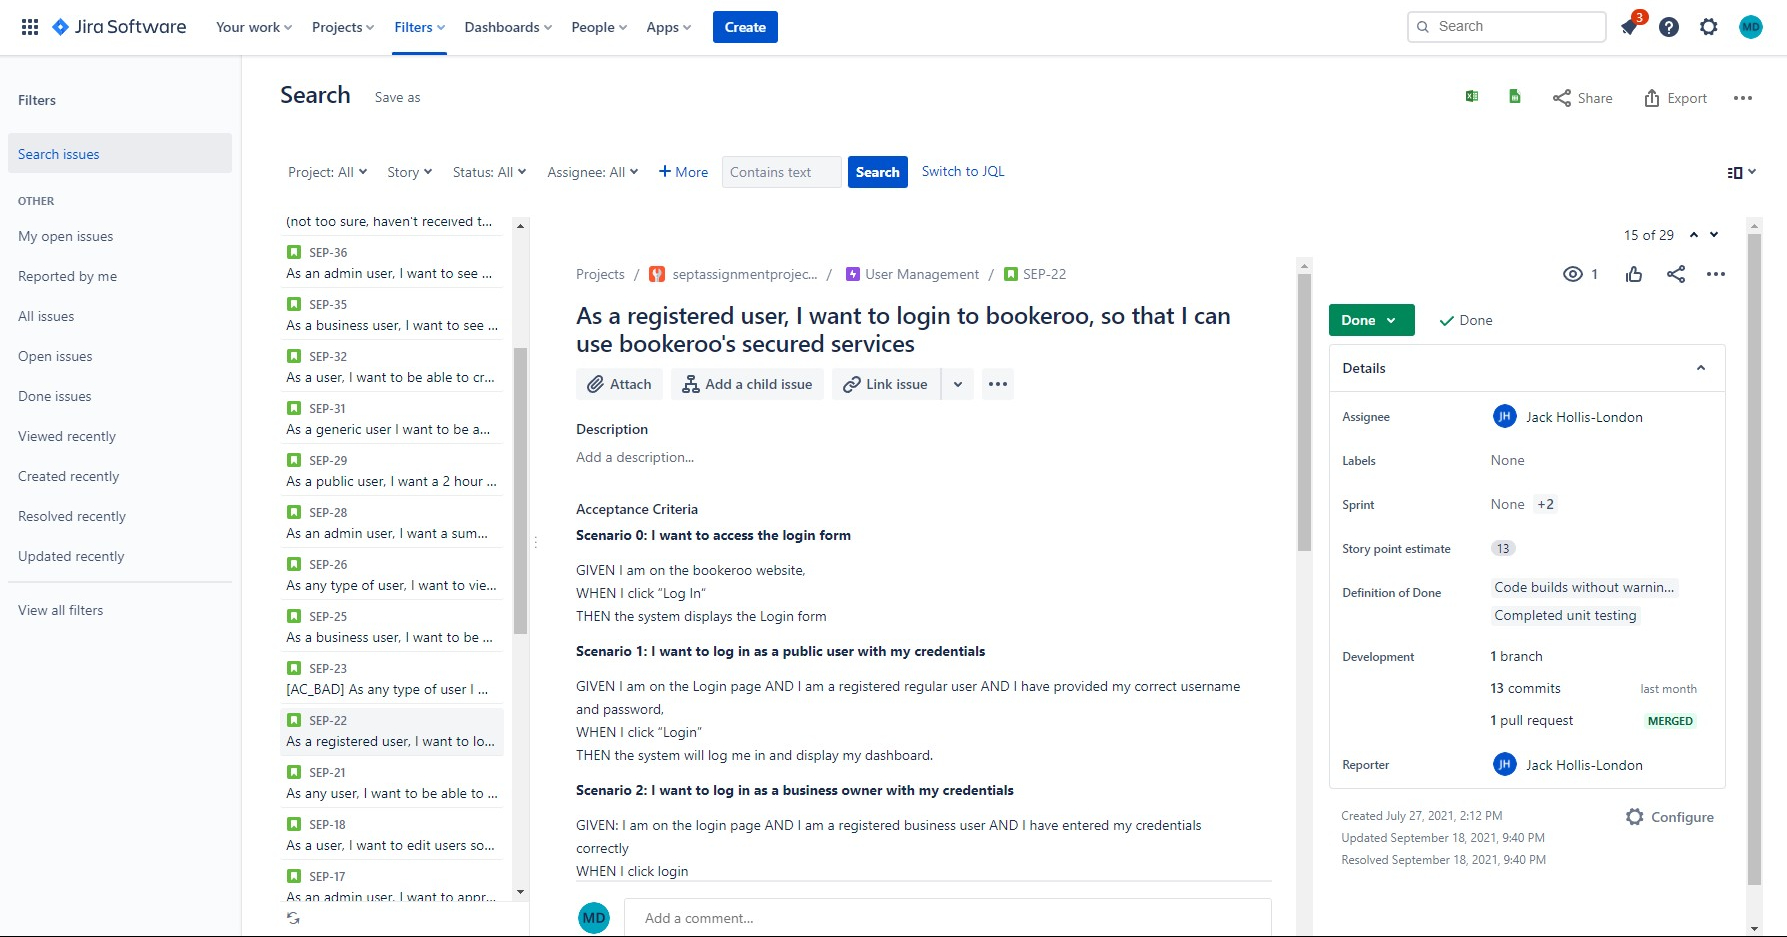 Jira Software
Your work
Projects
Filters
Dashboards
People
Apps
Create
Search
3
MD
Filters
Search issues
OTHER
My open issues
Reported by me
All issues
Open issues
Done issues
Viewed recently
Created recently
Resolved recently
Updated recently
View all filters
Search
Save as
Share
Export
Project: All
Story
Status: All
Assignee: All
+ More
Contains text
Search
Switch to JQL
(not too sure, haven't received t...
SEP-36
As an admin user, I want to see ...
SEP-35
As a business user, I want to see ...
SEP-32
As a user, I want to be able to cr...
SEP-31
As a generic user I want to be a...
SEP-29
As a public user, I want a 2 hour ...
SEP-28
As an admin user, I want a sum...
SEP-26
As any type of user, I want to vie...
SEP-25
As a business user, I want to be ...
SEP-23
[AC_BAD] As any type of user I ...
SEP-22
As a registered user, I want to lo...
SEP-21
As any user, I want to be able to ...
SEP-18
As a user, I want to edit users so...
SEP-17
As an admin user, I want to appr...
Projects / septassignmentprojec... / User Management / SEP-22
As a registered user, I want to login to bookeroo, so that I can
use bookeroo's secured services
Attach
Add a child issue
Link issue
Description
Add a description...
Acceptance Criteria
Scenario 0: I want to access the login form
GIVEN I am on the bookeroo website,
WHEN I click “Log In”
THEN the system displays the Login form
Scenario 1: I want to log in as a public user with my credentials
GIVEN I am on the Login page AND I am a registered regular user AND I have provided my correct username
and password,
WHEN I click “Login”
THEN the system will log me in and display my dashboard.
Scenario 2: I want to log in as a business owner with my credentials
GIVEN: I am on the login page AND I am a registered business user AND I have entered my credentials
correctly
WHEN I click login
MD
Add a comment...
15 of 29
1
Done
Done
Details
Assignee
JH Jack Hollis-London
Labels
None
Sprint
None +2
Story point estimate
13
Definition of Done
Code builds without warnin...
Completed unit testing
Development
1 branch
13 commits
last month
1 pull request
MERGED
Reporter
JH Jack Hollis-London
Created July 27, 2021, 2:12 PM
Updated September 18, 2021, 9:40 PM
Resolved September 18, 2021, 9:40 PM
Configure